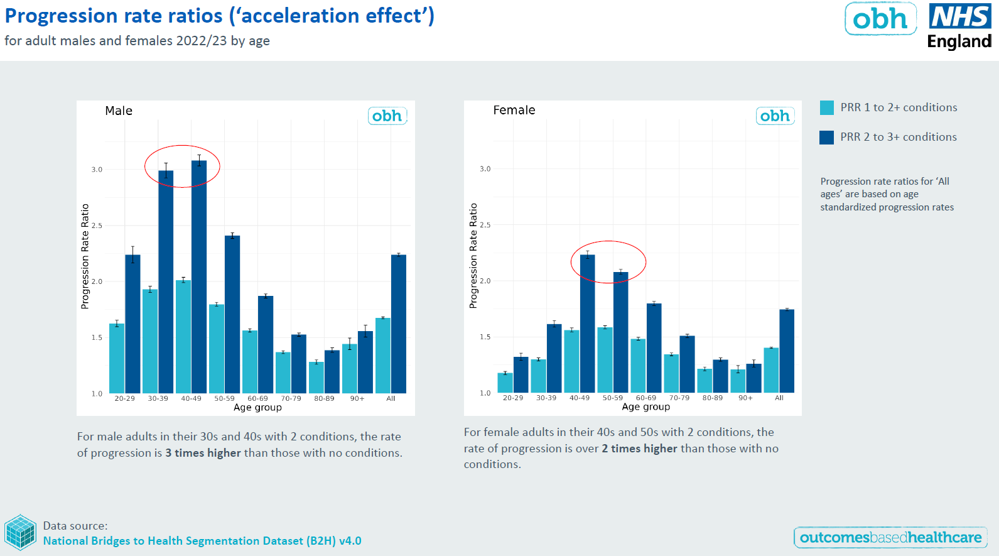 Progression rate ratios (‘acceleration effect’)
for adult males and females 2022/23 by age
obh
NHS
England
Male
obh
Progression Rate Ratio
3.0
2.5
2.0
1.5
1.0
20-29 30-39 40-49 50-59 60-69 70-79 80-89 90+ All
Age group
For male adults in their 30s and 40s with 2 conditions, the rate
of progression is 3 times higher than those with no conditions.
Female
obh
Progression Rate Ratio
3.0
2.5
2.0
1.5
1.0
20-29 30-39 40-49 50-59 60-69 70-79 80-89 90+ All
Age group
For female adults in their 40s and 50s with 2 conditions, the
rate of progression is over 2 times higher than those with no
conditions.
PRR 1 to 2+ conditions
PRR 2 to 3+ conditions
Progression rate ratios for ‘All
ages’ are based on age
standardized progression rates
Data source:
National Bridges to Health Segmentation Dataset (B2H) v4.0
outcomesbasedhealthcare